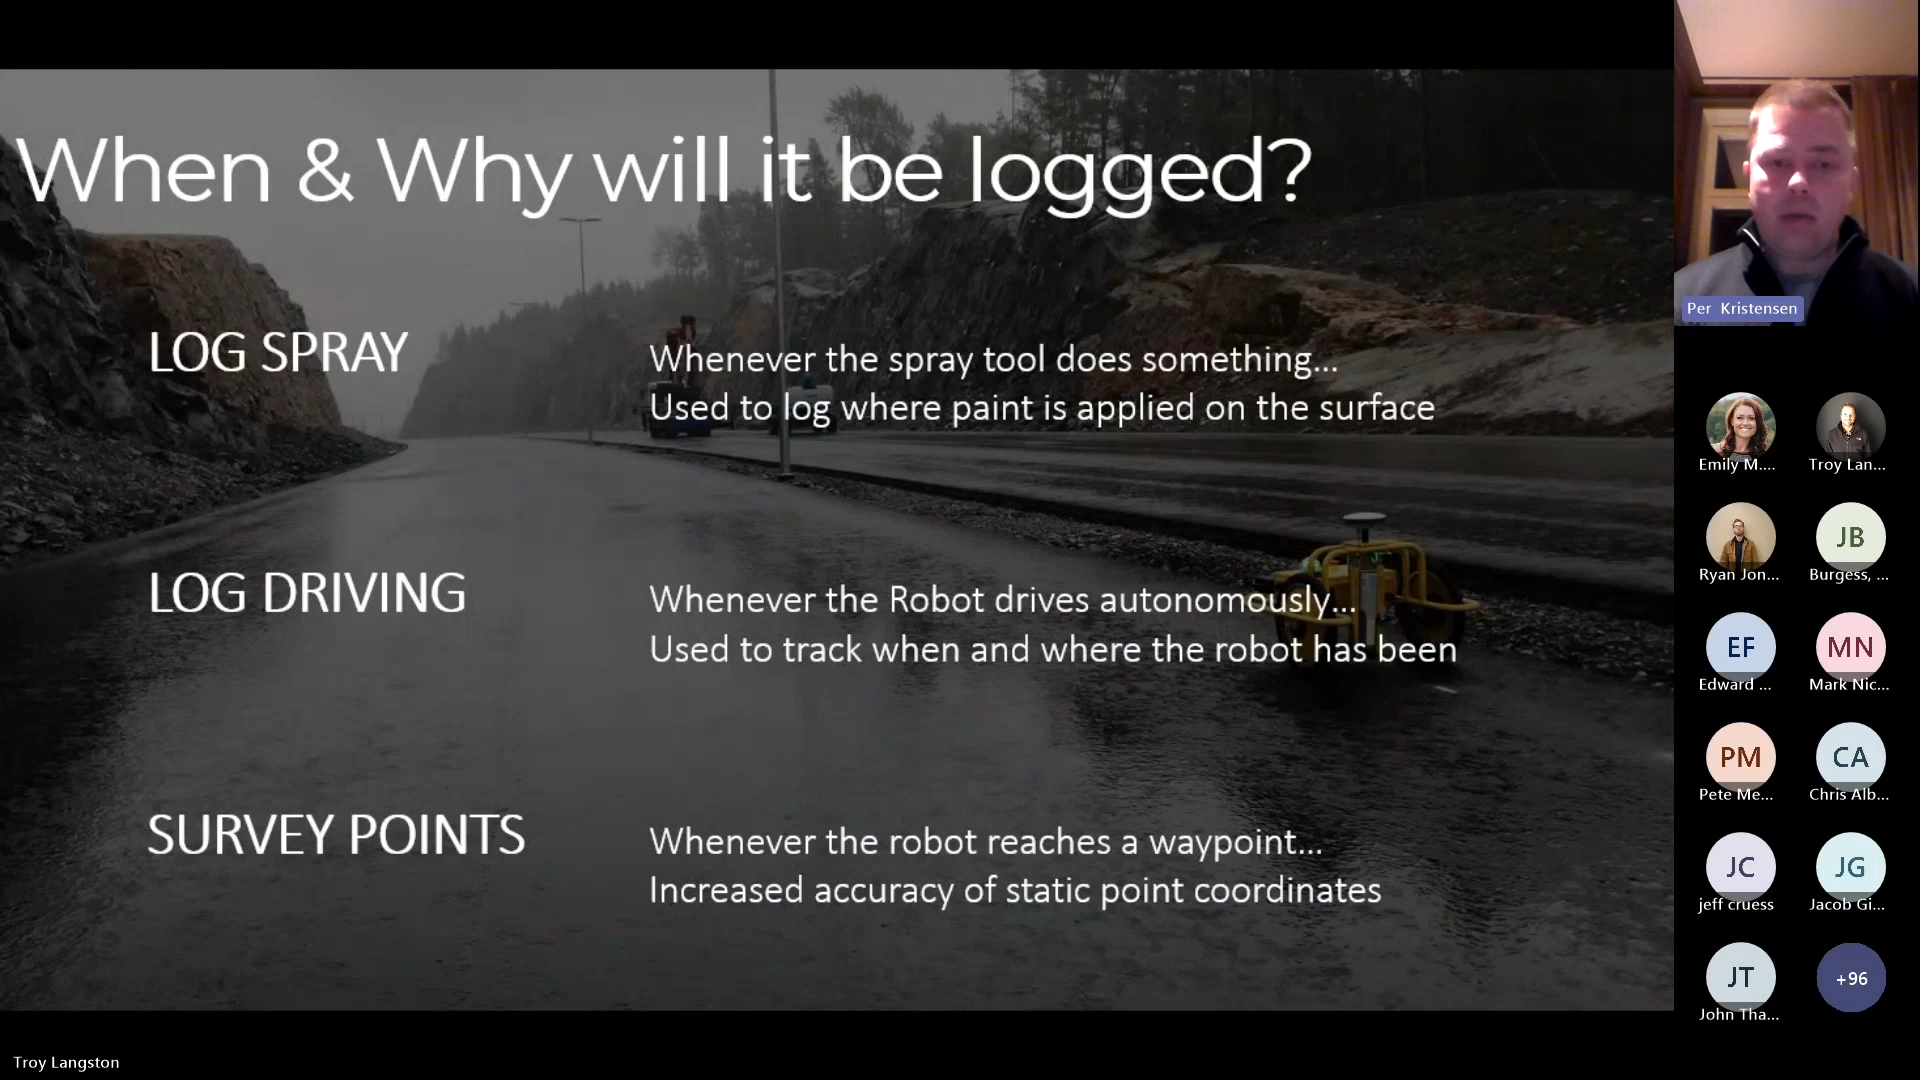 When & Why will it be logged?
LOG SPRAY
Whenever the spray tool does something...
Used to log where paint is applied on the surface
LOG DRIVING
Whenever the Robot drives autonomously...
Used to track when and where the robot has been
SURVEY POINTS
Whenever the robot reaches a waypoint...
Increased accuracy of static point coordinates
Per Kristensen
Emily M....
Troy Lan...
Ryan Jon...
JB
Burgess, ...
EF
Edward ...
MN
Mark Nic...
PM
Pete Me...
CA
Chris Alb...
JC
jeff cruess
JG
Jacob Gi...
JT
John Tha...
+96
Troy Langston